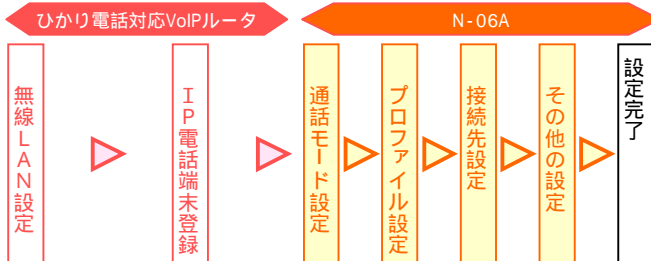 ひかり電話対応VoIPルータ
N-06A
無線LAN設定
IP電話端末登録
通話モード設定
プロファイル設定
接続先設定
その他の設定
設定完了